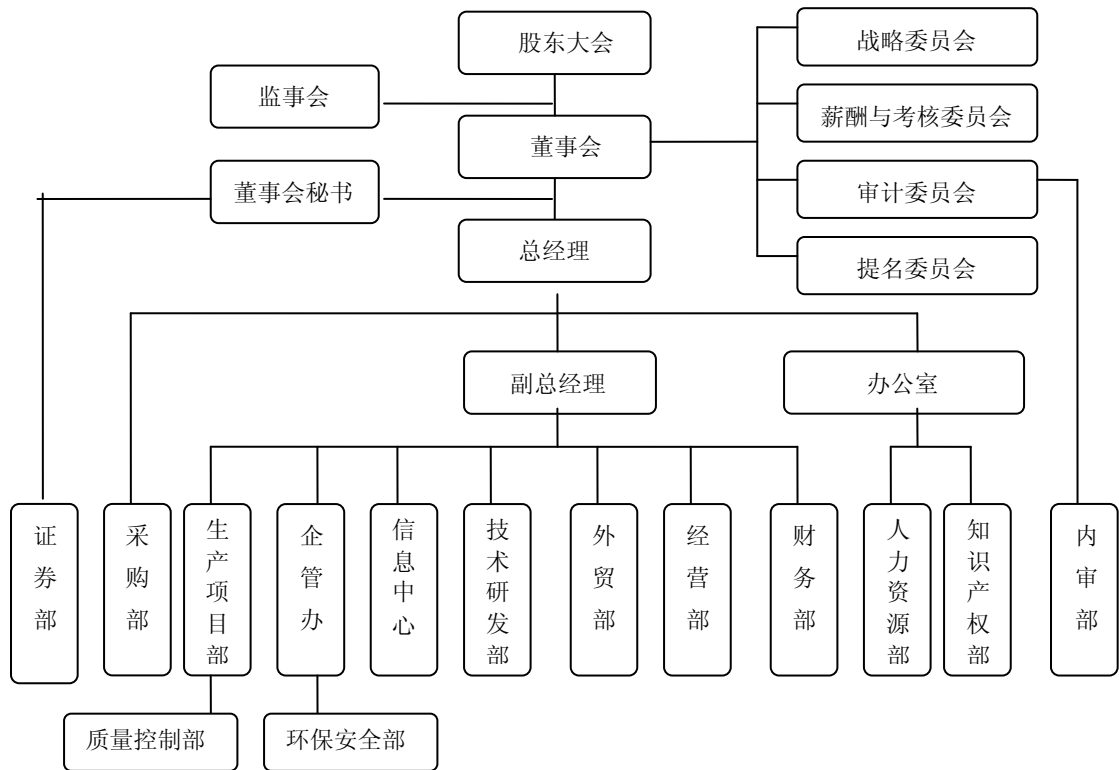 股东大会
战略委员会
监事会
薪酬与考核委员会
董事会
董事会秘书
审计委员会
总经理
提名委员会
副总经理
办公室
证券部
采购部
生产项目部
企管办
信息中心
技术研发部
外贸部
经营部
财务部
人力资源部
知识产权部
内审部
质量控制部
环保安全部